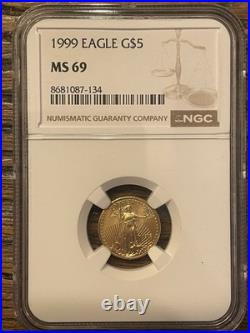 1999 EAGLE G$5
MS 69
8681087-134
NUMISMATIC GUARANTY COMPANY
NGC